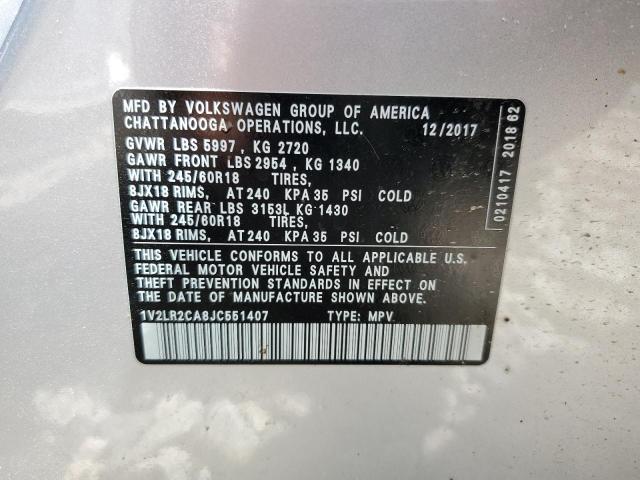 MFD BY VOLKSWAGEN GROUP OF AMERICA
CHATTANOOGA OPERATIONS, LLC. 12/2017
GVWR LBS 5997, KG 2720
GAWR FRONT LBS 2954, KG 1340
WITH 245/60R18 TIRES,
8JX18 RIMS, AT 240 KPA 35 PSI COLD
GAWR REAR LBS 3153L KG 1430
WITH 245/60R18 TIRES,
8JX18 RIMS, AT 240 KPA 35 PSI COLD
THIS VEHICLE CONFORMS TO ALL APPLICABLE U.S.
FEDERAL MOTOR VEHICLE SAFETY AND
THEFT PREVENTION STANDARDS IN EFFECT ON
THE DATE OF MANUFACTURE SHOWN ABOVE.
1V2LR2CA8JC551407 TYPE: MPV
0210417 2018 62